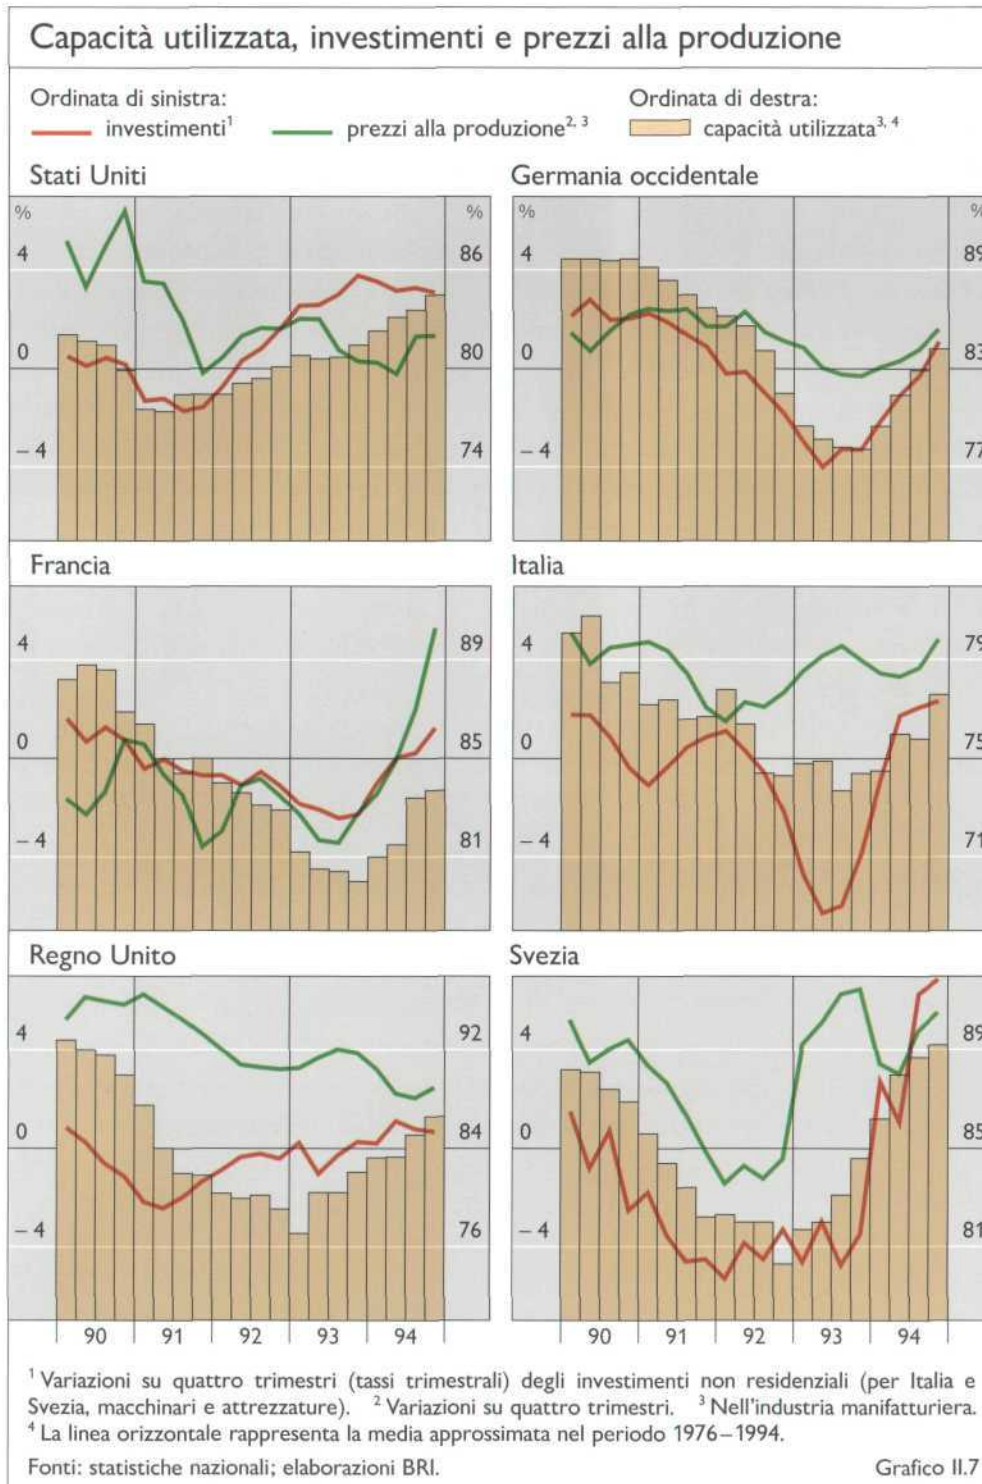 Capacità utilizzata, investimenti e prezzi alla produzione
Ordinata di sinistra:
Ordinata di destra:
investimenti¹
prezzi alla produzione²˒ ³
capacità utilizzata³˒ ⁴
Stati Uniti
% %
4 86
0 80
– 4 74
Germania occidentale
% %
4 89
0 83
– 4 77
Francia
4 89
0 85
– 4 81
Italia
4 79
0 75
– 4 71
Regno Unito
4 92
0 84
– 4 76
90 91 92 93 94
Svezia
4 89
0 85
– 4 81
90 91 92 93 94
¹ Variazioni su quattro trimestri (tassi trimestrali) degli investimenti non residenziali (per Italia e
Svezia, macchinari e attrezzature). ² Variazioni su quattro trimestri. ³ Nell'industria manifatturiera.
⁴ La linea orizzontale rappresenta la media approssimata nel periodo 1976–1994.
Fonti: statistiche nazionali; elaborazioni BRI. Grafico II.7